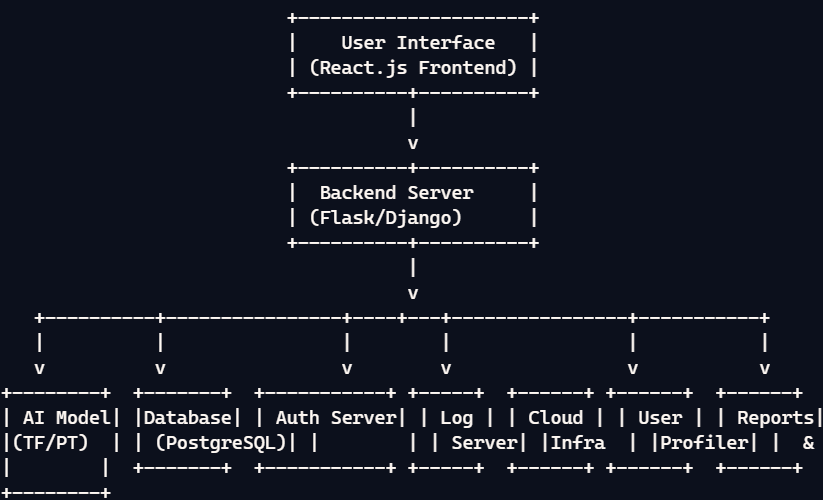 +---------------------+
|    User Interface   |
| (React.js Frontend) |
+----------+----------+
|
v
+----------+----------+
|  Backend Server     |
| (Flask/Django)      |
+----------+----------+
|
v
+----------+----------------+----+---+----------------+-----------+
|          |                |        |                |           |
v          v                v        v                v           v
+--------+  +-------+  +-----------+ +-----+  +------+ +------+  +------+
| AI Model| |Database| | Auth Server| | Log | | Cloud | | User | | Reports|
|(TF/PT)  | | (PostgreSQL)| |        | | Server| |Infra  | |Profiler| |  &
|        |  +-------+  +-----------+ +-----+  +------+ +------+  +------+
+--------+